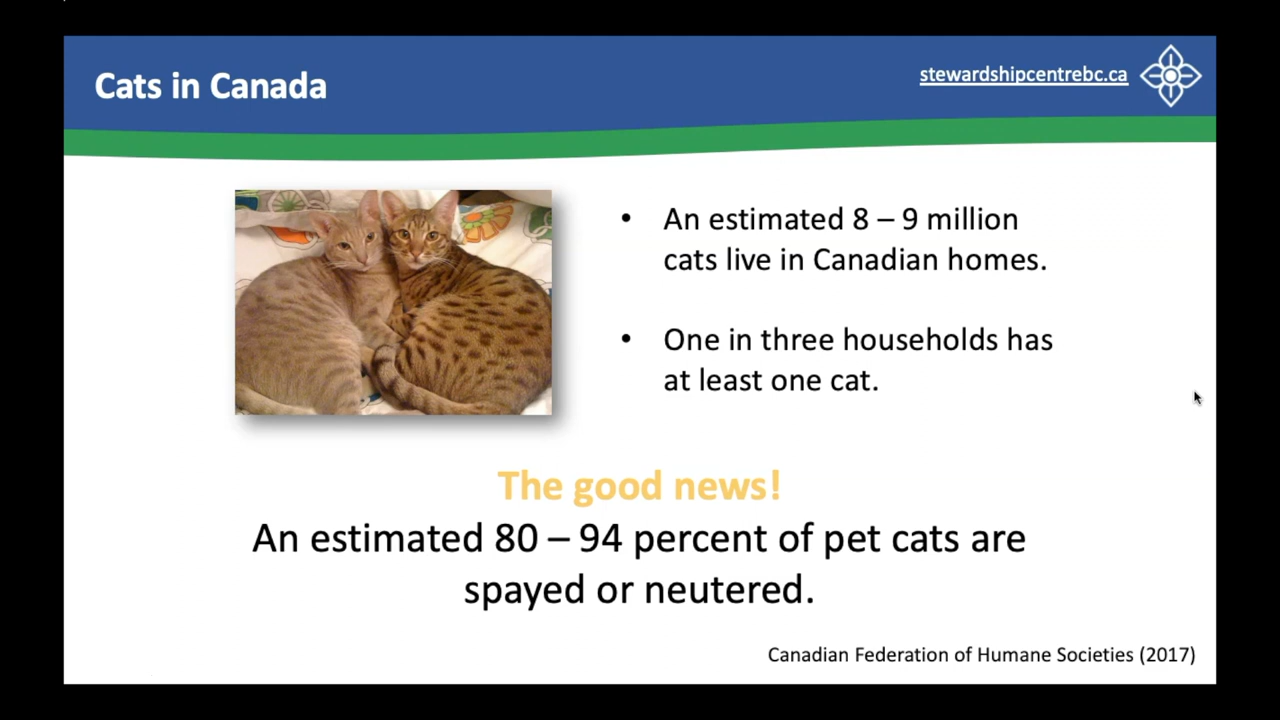 Cats in Canada
stewardshipcentrebc.ca
• An estimated 8 – 9 million
cats live in Canadian homes.
• One in three households has
at least one cat.
The good news!
An estimated 80 – 94 percent of pet cats are
spayed or neutered.
Canadian Federation of Humane Societies (2017)